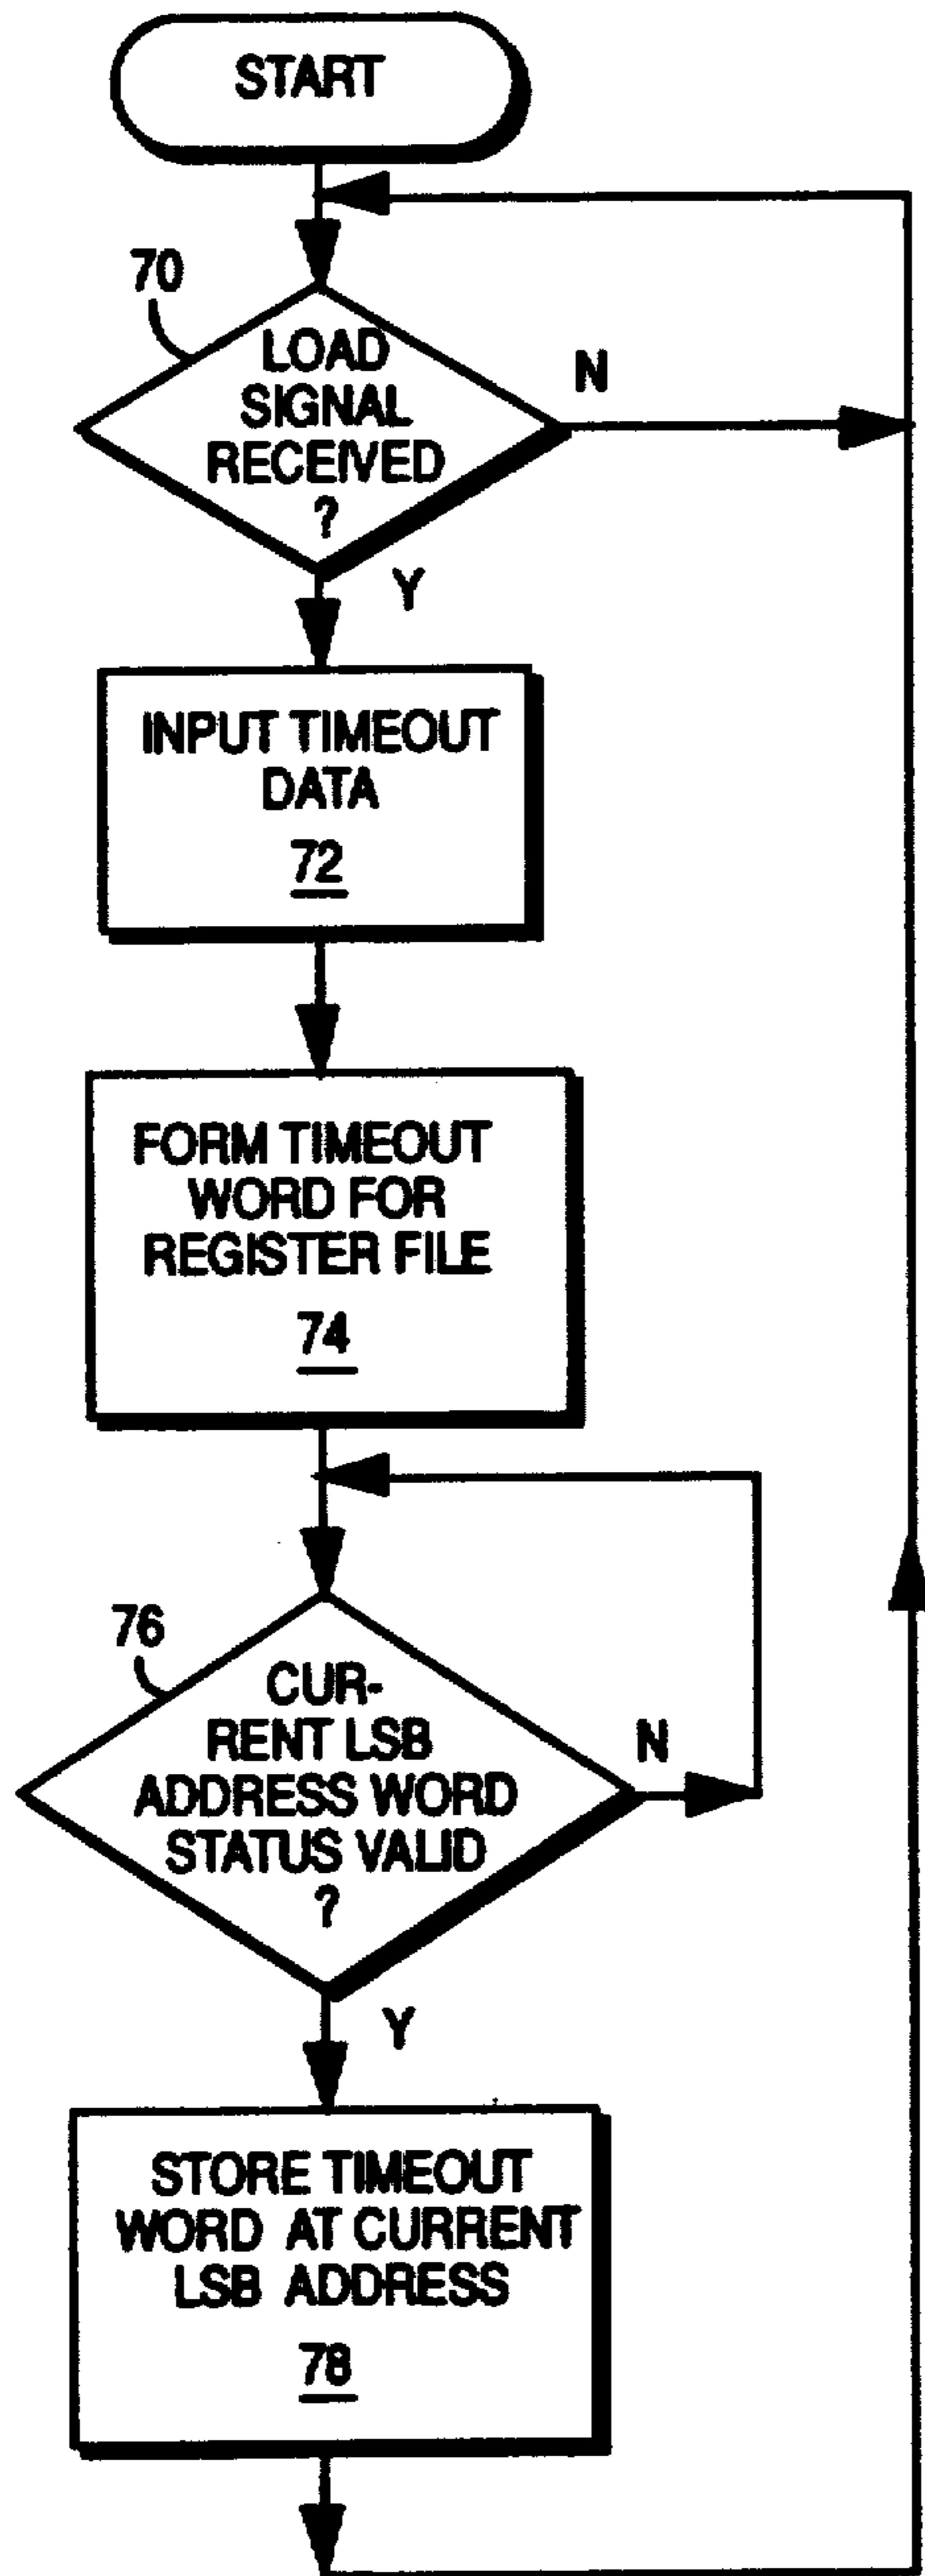 START
70
LOAD
SIGNAL
RECEIVED
?
N
Y
INPUT TIMEOUT
DATA
72
FORM TIMEOUT
WORD FOR
REGISTER FILE
74
76
CUR-
RENT LSB
ADDRESS WORD
STATUS VALID
?
N
Y
STORE TIMEOUT
WORD AT CURRENT
LSB ADDRESS
78